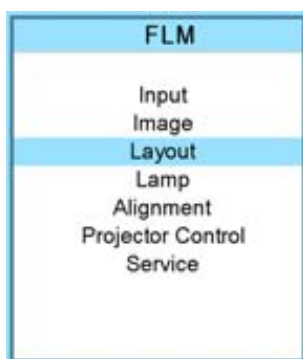 FLM
Input
Image
Layout
Lamp
Alignment
Projector Control
Service